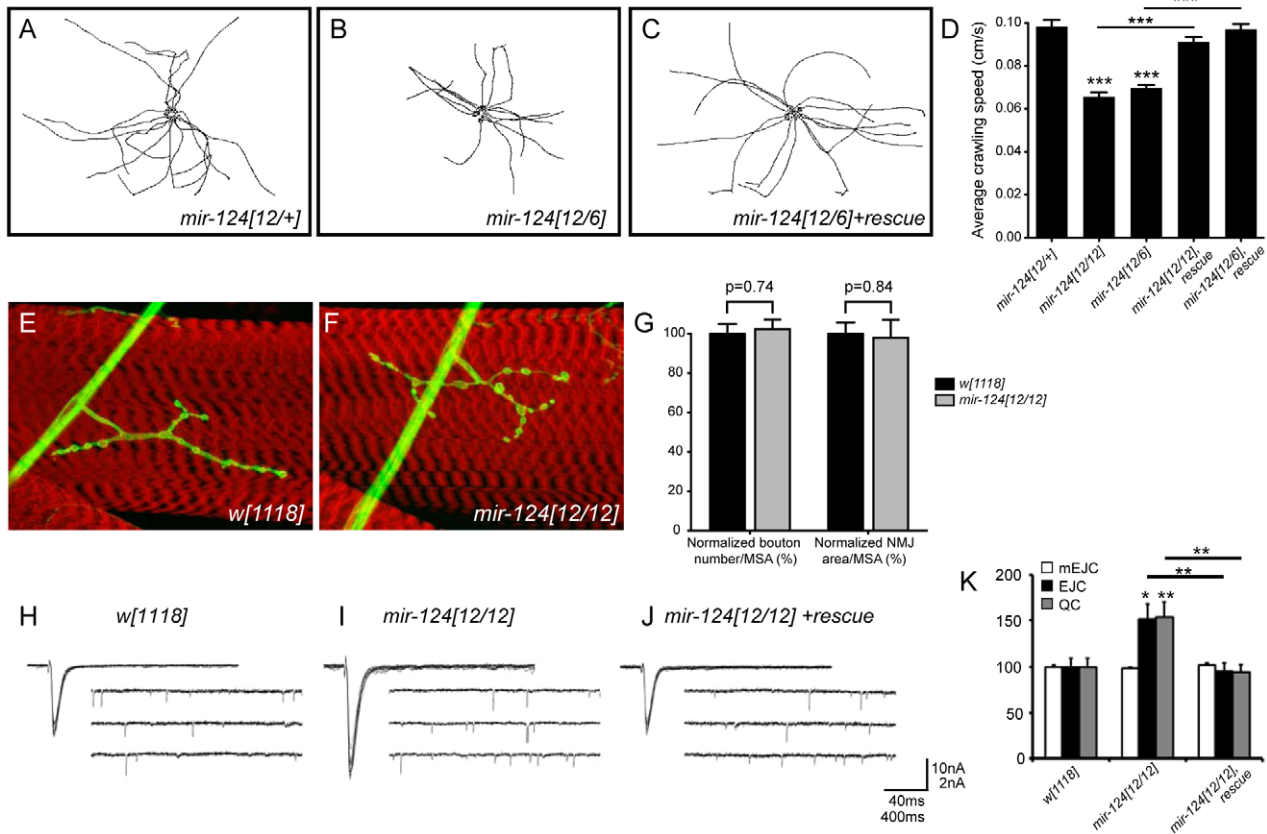 A
mir-124[12/+]
B
mir-124[12/6]
C
mir-124[12/6]+rescue
D
Average crawling speed (cm/s)
0.10
0.08
0.06
0.04
0.02
0.00
***
***
***
mir-124[12/+]
mir-124[12/12]
mir-124[12/6]
mir-124[12/12],
rescue
mir-124[12/6],
rescue
E
w[1118]
F
mir-124[12/12]
G
p=0.74
p=0.84
100
80
60
40
20
0
Normalized bouton
number/MSA (%)
Normalized NMJ
area/MSA (%)
w[1118]
mir-124[12/12]
H
w[1118]
I
mir-124[12/12]
J
mir-124[12/12] +rescue
10nA
2nA
40ms
400ms
K
mEJC
EJC
QC
200
150
100
50
0
**
**
*
**
w[1118]
mir-124[12/12]
mir-124[12/12],
rescue